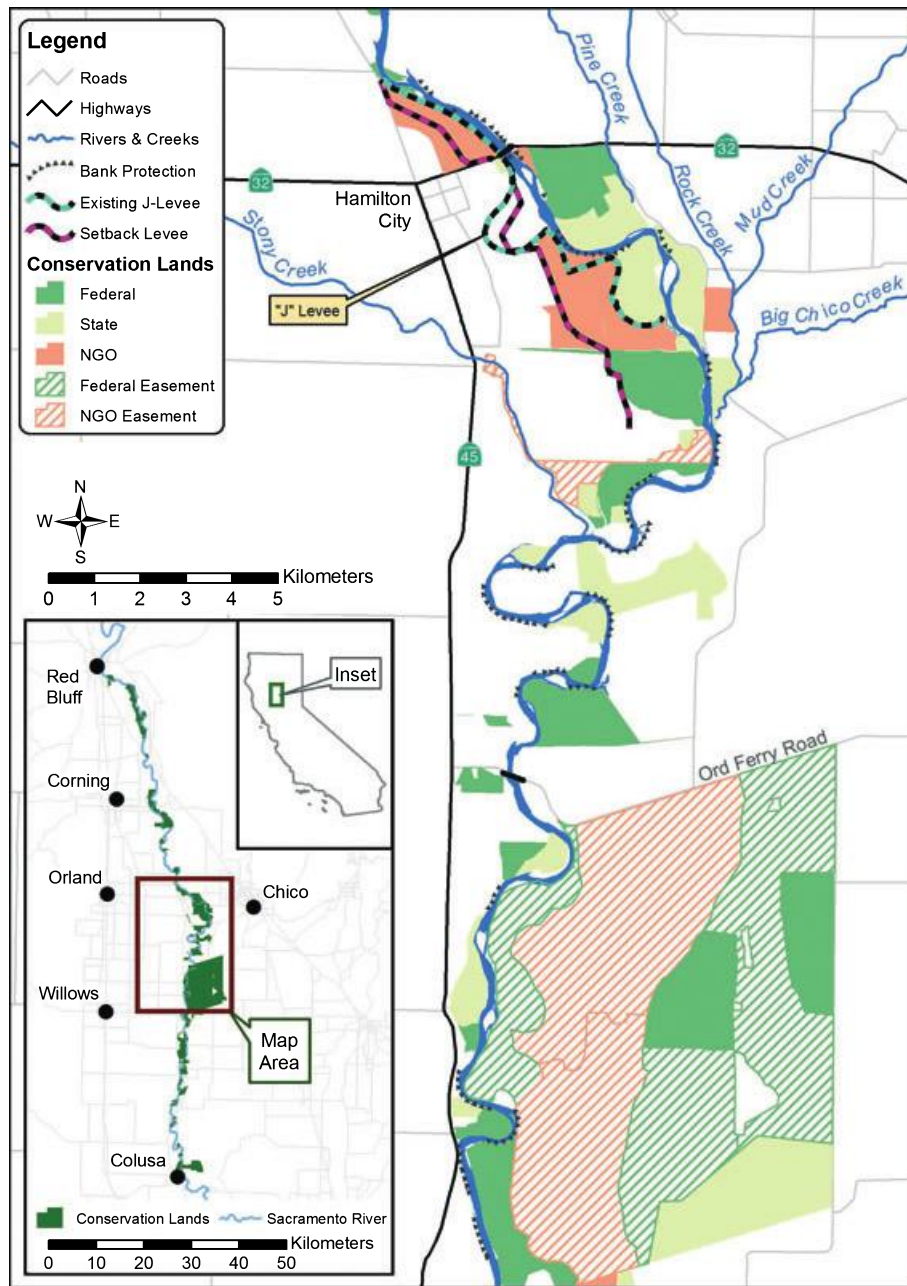 Legend
Roads
Highways
Rivers & Creeks
Bank Protection
Existing J-Levee
Setback Levee
Conservation Lands
Federal
State
NGO
Federal Easement
NGO Easement
Pine Creek
Rock Creek
Mud Creek
Big Chico Creek
32
32
Hamilton
City
Stony Creek
"J" Levee
45
N
W E
S
Kilometers
0 1 2 3 4 5
Ord Ferry Road
Red
Bluff
Inset
Corning
Orland
Chico
Willows
Map
Area
Colusa
Conservation Lands Sacramento River
Kilometers
0 10 20 30 40 50